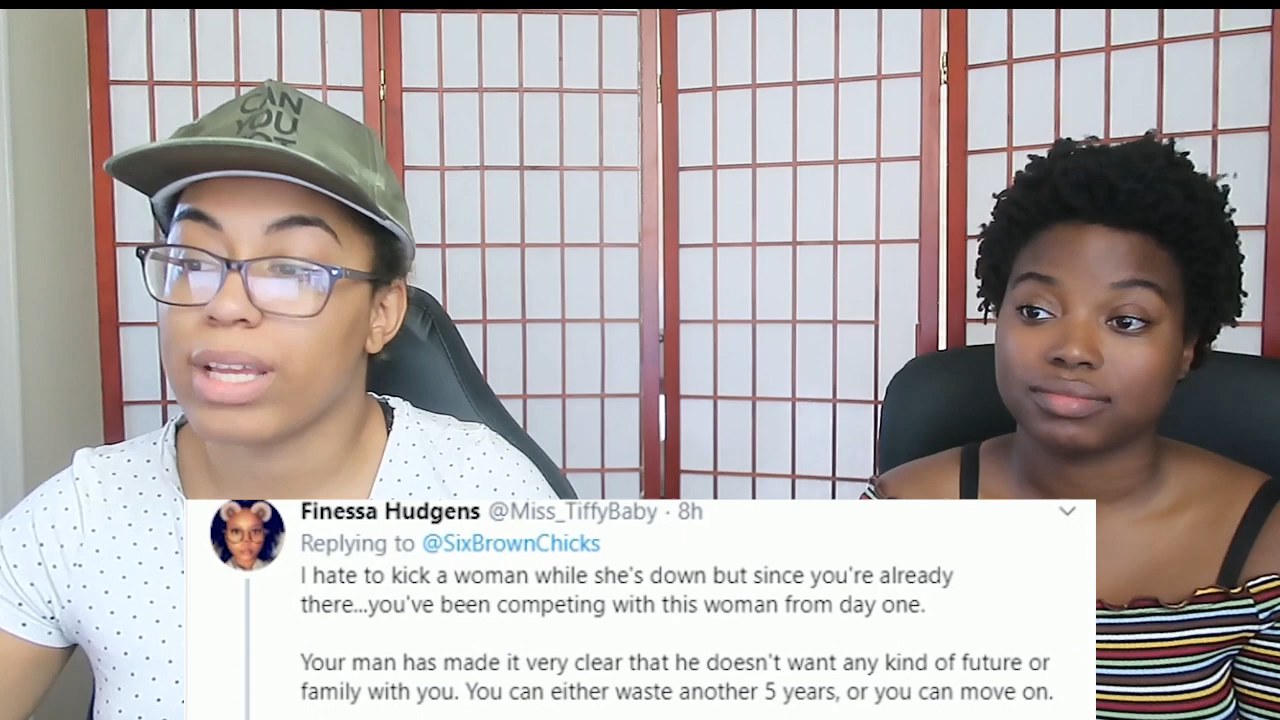 CAN
YOU
Finessa Hudgens @Miss_TiffyBaby · 8h
Replying to @SixBrownChicks
I hate to kick a woman while she's down but since you're already
there...you've been competing with this woman from day one.
Your man has made it very clear that he doesn't want any kind of future or
family with you. You can either waste another 5 years, or you can move on.